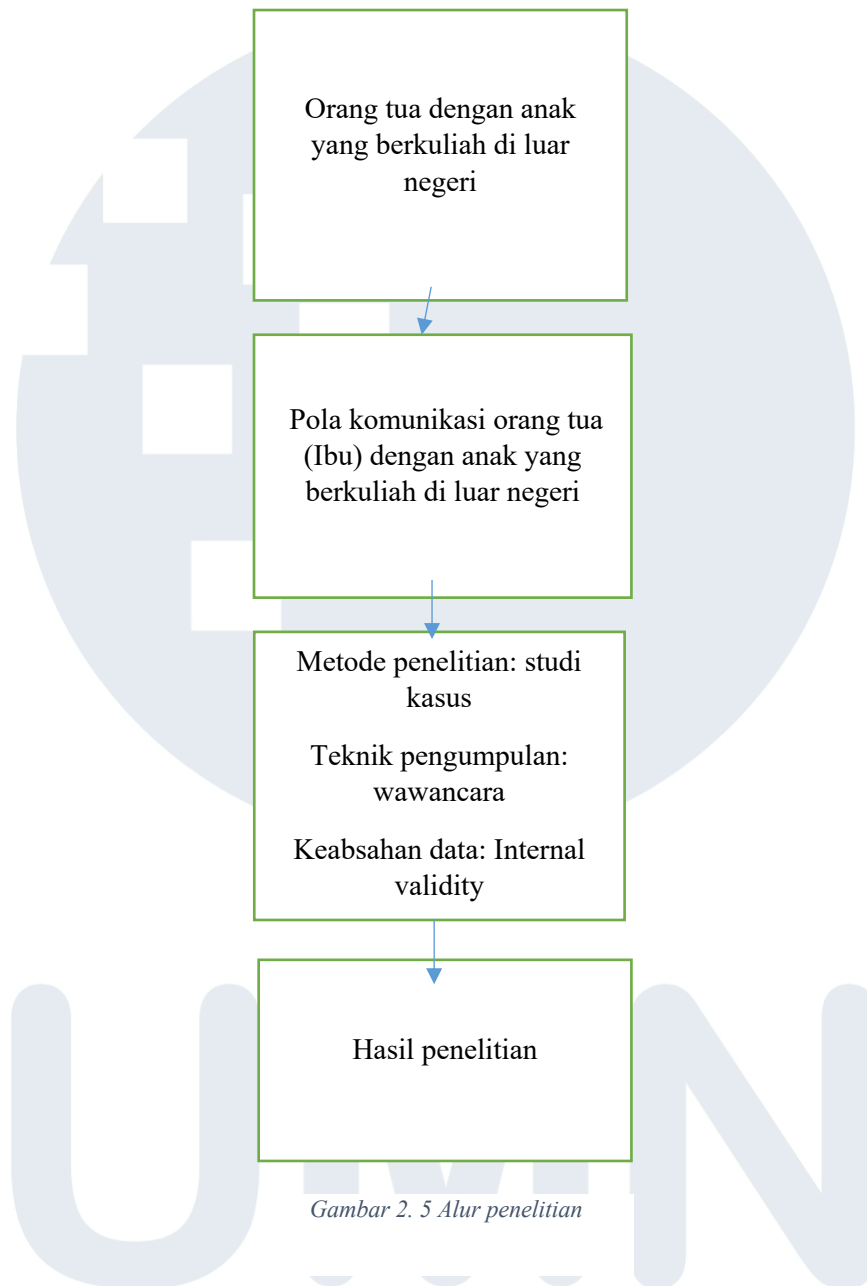 Orang tua dengan anak
yang berkuliah di luar
negeri
Pola komunikasi orang tua
(Ibu) dengan anak yang
berkuliah di luar negeri
Metode penelitian: studi
kasus
Teknik pengumpulan:
wawancara
Keabsahan data: Internal
validity
Hasil penelitian
UMN
Gambar 2. 5 Alur penelitian